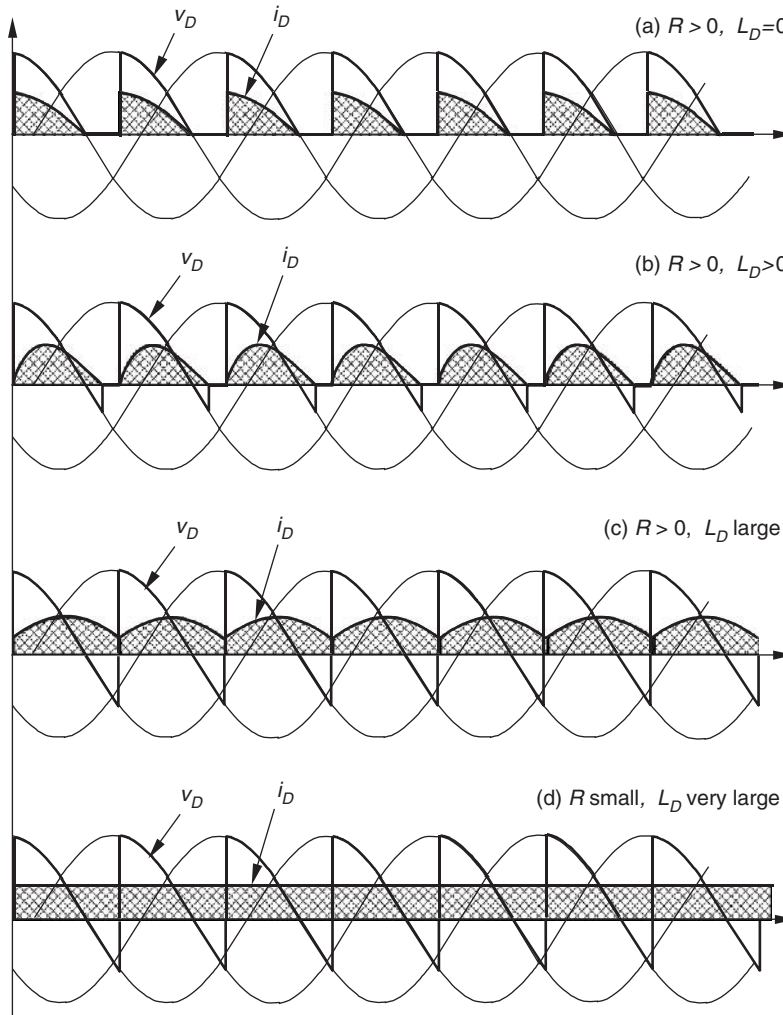 (a) R > 0, L_D=0
v_D i_D
(b) R > 0, L_D>0
v_D i_D
(c) R > 0, L_D large
v_D i_D
(d) R small, L_D very large
v_D i_D